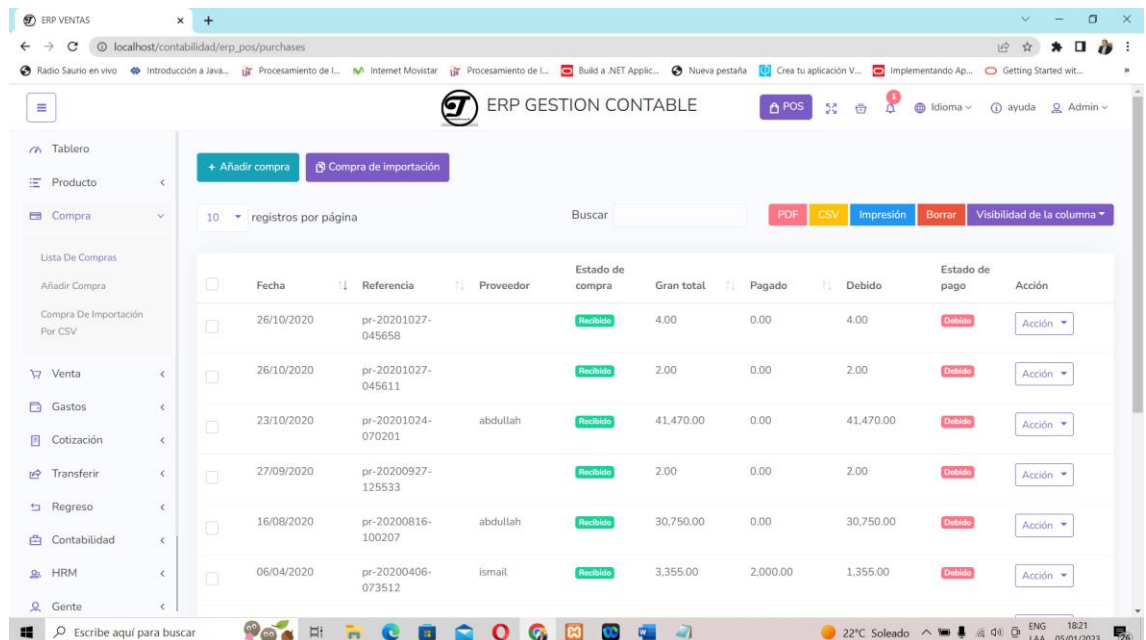 ERP VENTAS
localhost/contabilidad/erp_pos/purchases
Radio Saurio en vivo Introducción a Java... Procesamiento de I... Internet Movistar Procesamiento de I... Build a .NET Applic... Nueva pestaña Crea tu aplicación V... Implementando Ap... Getting Started wit... »
ERP GESTION CONTABLE POS 1 Idioma ayuda Admin
Tablero
Producto
Compra
Lista De Compras
Añadir Compra
Compra De Importación
Por CSV
Venta
Gastos
Cotización
Transferir
Regreso
Contabilidad
HRM
Gente
+ Añadir compra Compra de importación
10 registros por página Buscar PDF CSV Impresión Borrar Visibilidad de la columna
Fecha Referencia Proveedor Estado de compra Gran total Pagado Debido Estado de pago Acción
26/10/2020 pr-20201027-045658 Recibido 4.00 0.00 4.00 Debido Acción
26/10/2020 pr-20201027-045611 Recibido 2.00 0.00 2.00 Debido Acción
23/10/2020 pr-20201024-070201 abdullah Recibido 41,470.00 0.00 41,470.00 Debido Acción
27/09/2020 pr-20200927-125533 Recibido 2.00 0.00 2.00 Debido Acción
16/08/2020 pr-20200816-100207 abdullah Recibido 30,750.00 0.00 30,750.00 Debido Acción
06/04/2020 pr-20200406-073512 ismail Recibido 3,355.00 2,000.00 1,355.00 Debido Acción
Escribe aquí para buscar 22°C Soleado ENG 18:21
LAA 05/01/2023